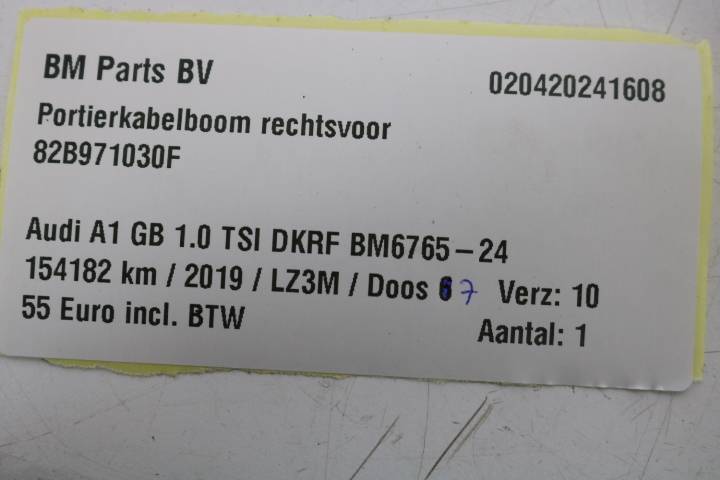 BM Parts BV 020420241608
Portierkabelboom rechtsvoor
82B971030F
Audi A1 GB 1.0 TSI DKRF BM6765-24
154182 km / 2019 / LZ3M / Doos 6 7 Verz: 10
55 Euro incl. BTW Aantal: 1